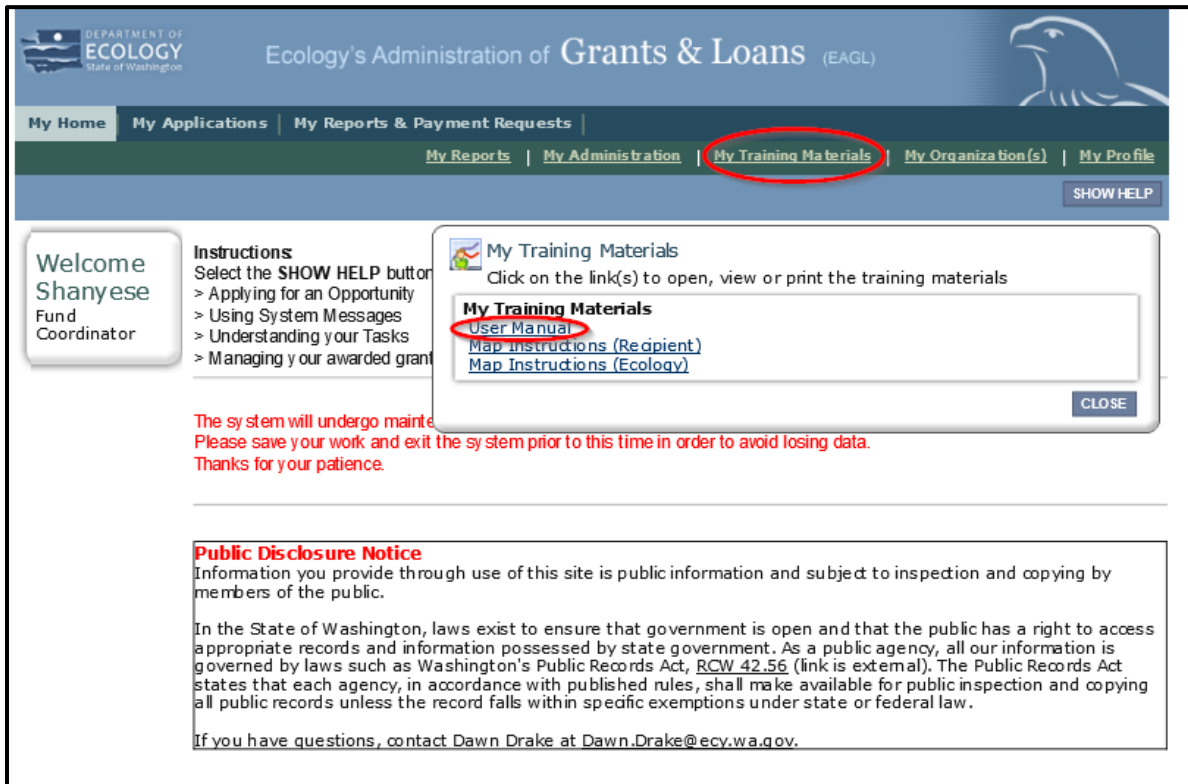 DEPARTMENT OF
ECOLOGY
State of Washington
Ecology's Administration of Grants & Loans (EAGL)
My Home | My Applications | My Reports & Payment Requests |
My Reports | My Administration | My Training Materials | My Organization(s) | My Profile
SHOW HELP
Welcome
Shanyese
Fund
Coordinator
Instructions:
Select the SHOW HELP button
> Applying for an Opportunity
> Using System Messages
> Understanding your Tasks
> Managing your awarded grant
My Training Materials
Click on the link(s) to open, view or print the training materials
My Training Materials
User Manual
Map Instructions (Recipient)
Map Instructions (Ecology)
CLOSE
The system will undergo mainte
Please save your work and exit the system prior to this time in order to avoid losing data.
Thanks for your patience.
Public Disclosure Notice
Information you provide through use of this site is public information and subject to inspection and copying by
members of the public.
In the State of Washington, laws exist to ensure that government is open and that the public has a right to access
appropriate records and information possessed by state government. As a public agency, all our information is
governed by laws such as Washington's Public Records Act, RCW 42.56 (link is external). The Public Records Act
states that each agency, in accordance with published rules, shall make available for public inspection and copying
all public records unless the record falls within specific exemptions under state or federal law.
If you have questions, contact Dawn Drake at Dawn.Drake@ecy.wa.gov.